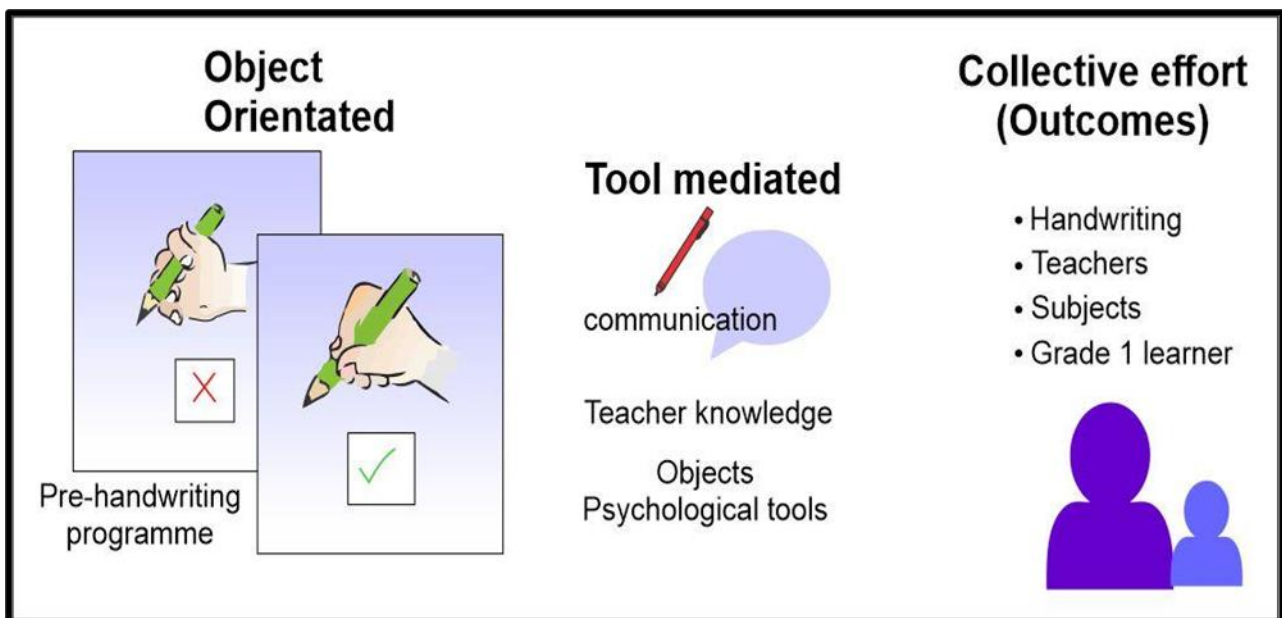 Object
Orientated
Pre-handwriting
programme
Tool mediated
communication
Teacher knowledge
Objects
Psychological tools
Collective effort
(Outcomes)
• Handwriting
• Teachers
• Subjects
• Grade 1 learner